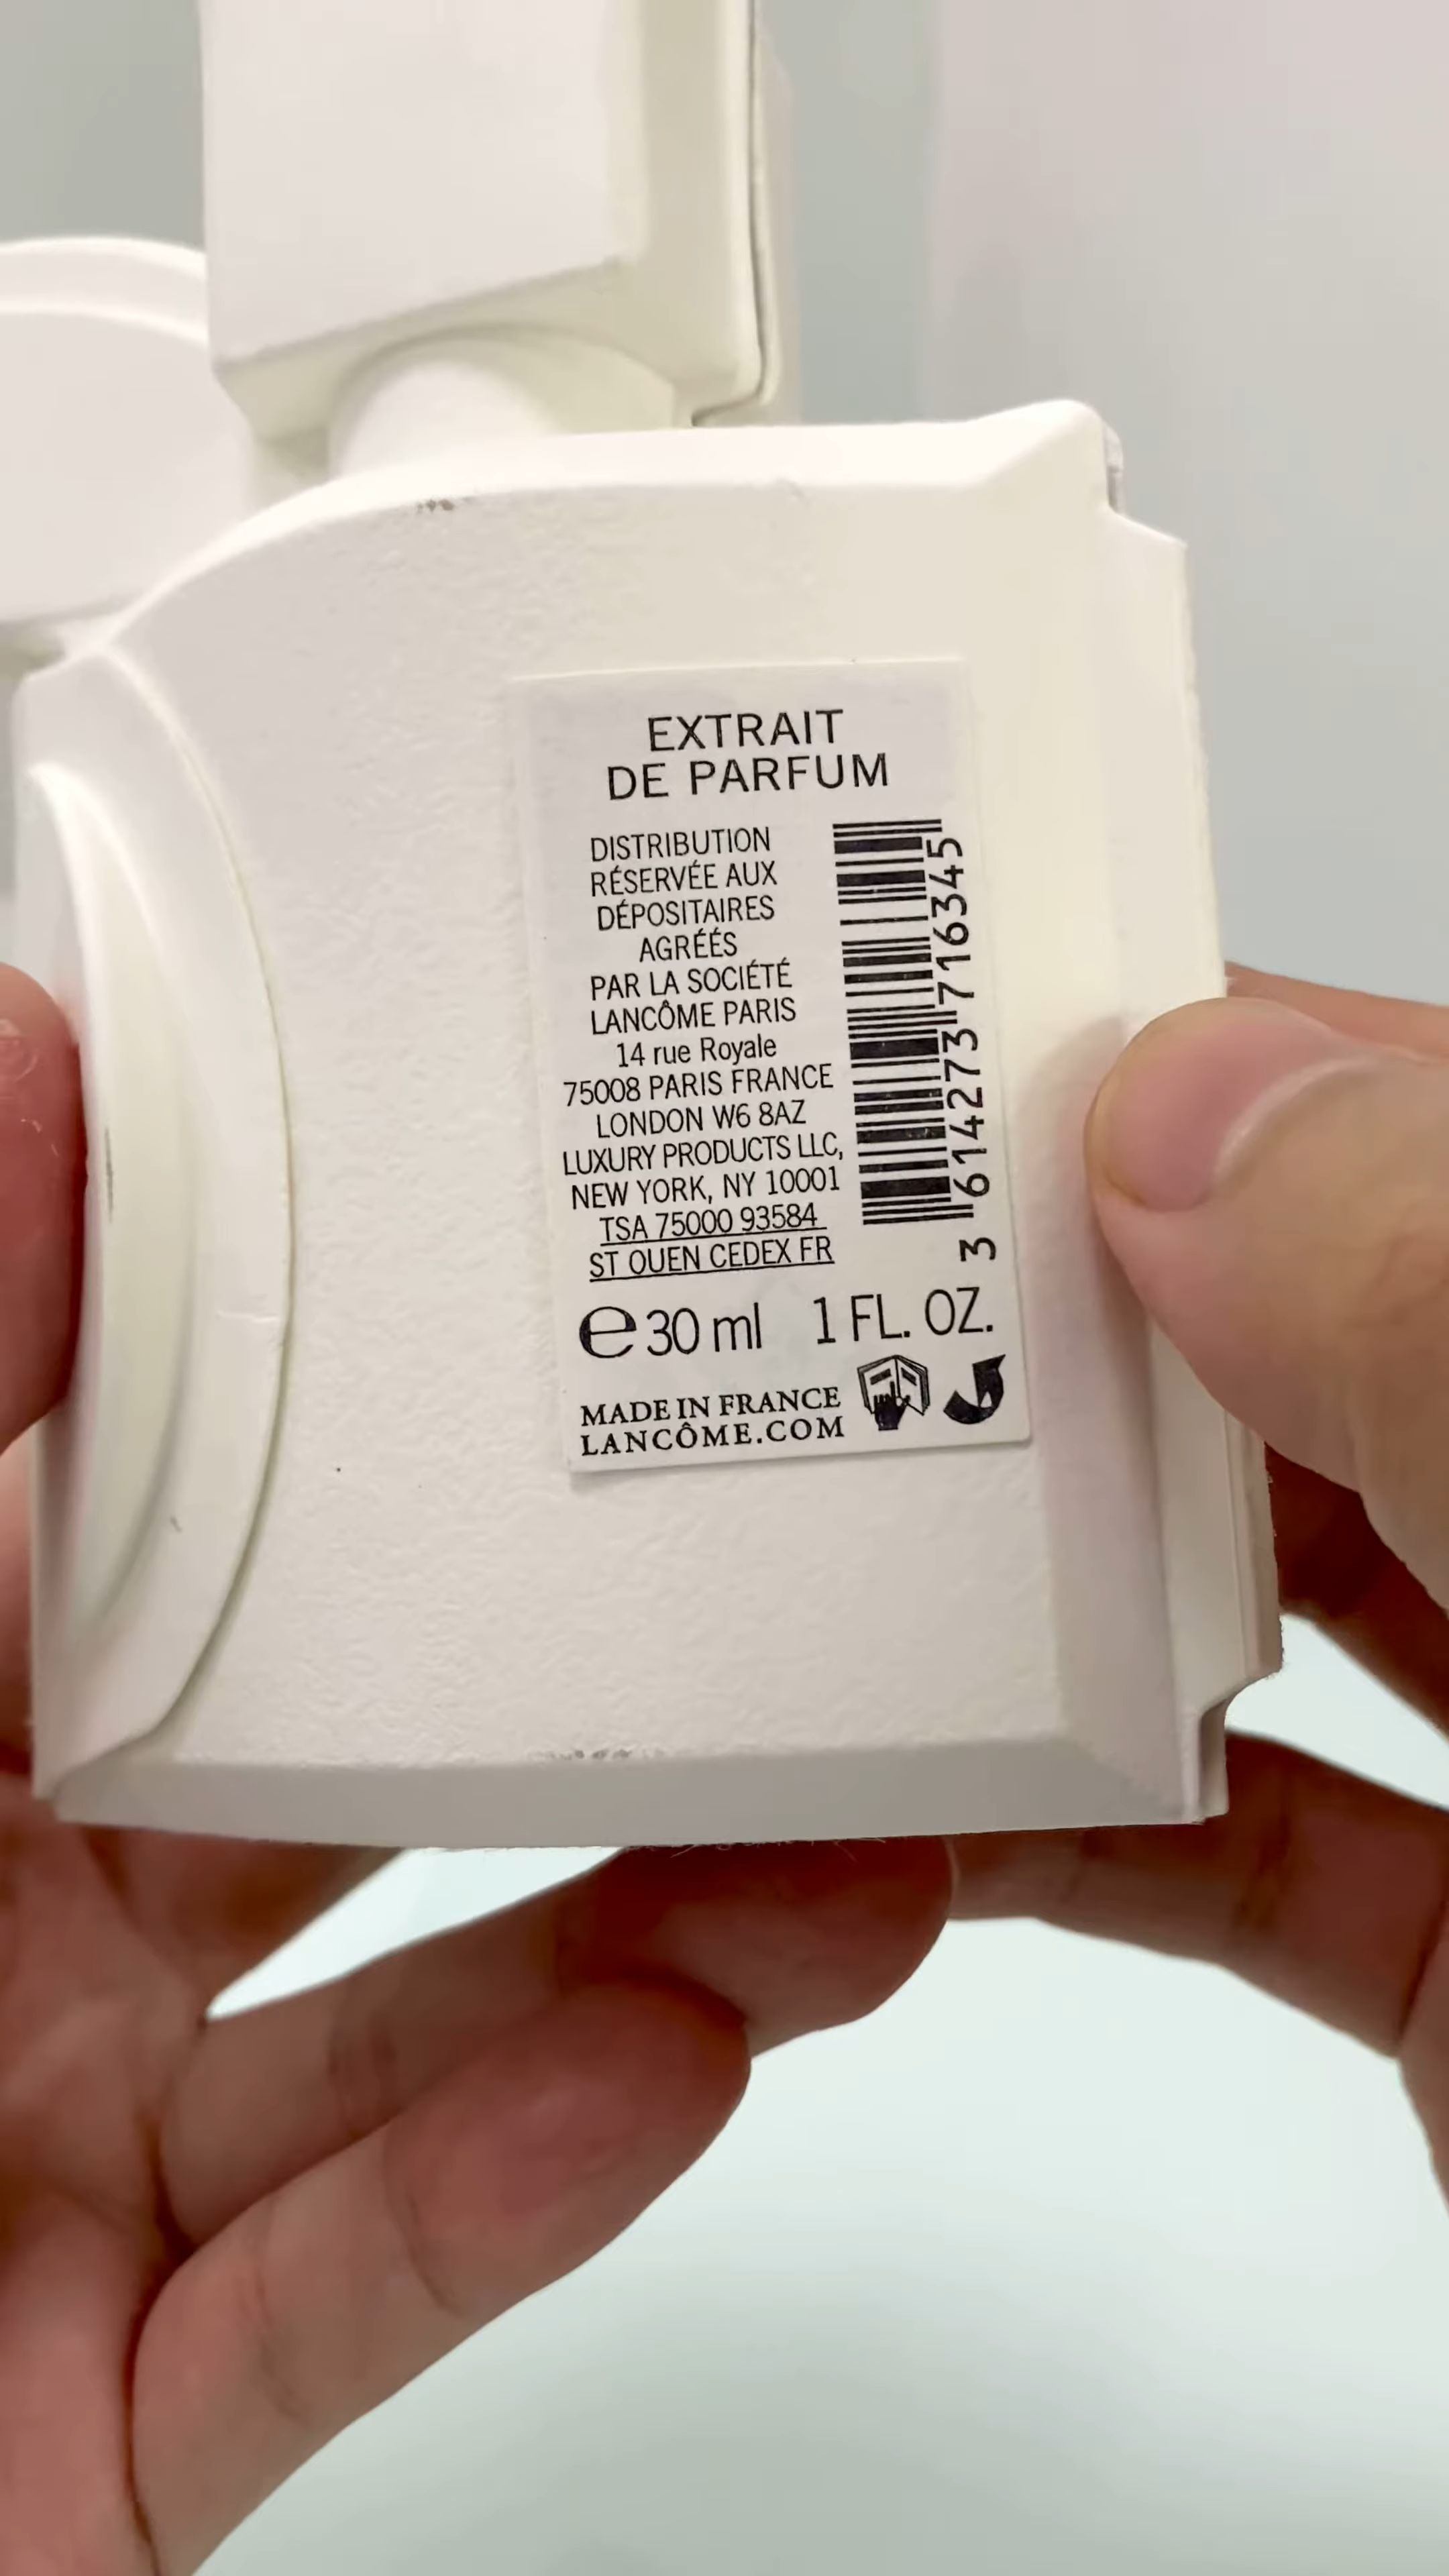 EXTRAIT
DE PARFUM
DISTRIBUTION
RÉSERVÉE AUX
DÉPOSITAIRES
AGRÉÉS
PAR LA SOCIÉTÉ
LANCÔME PARIS
14 rue Royale
75008 PARIS FRANCE
LONDON W6 8AZ
LUXURY PRODUCTS LLC,
NEW YORK, NY 10001
TSA 75000 93584
ST OUEN CEDEX FR
3 614273 716345
e 30 ml 1 FL. OZ.
MADE IN FRANCE
LANCÔME.COM